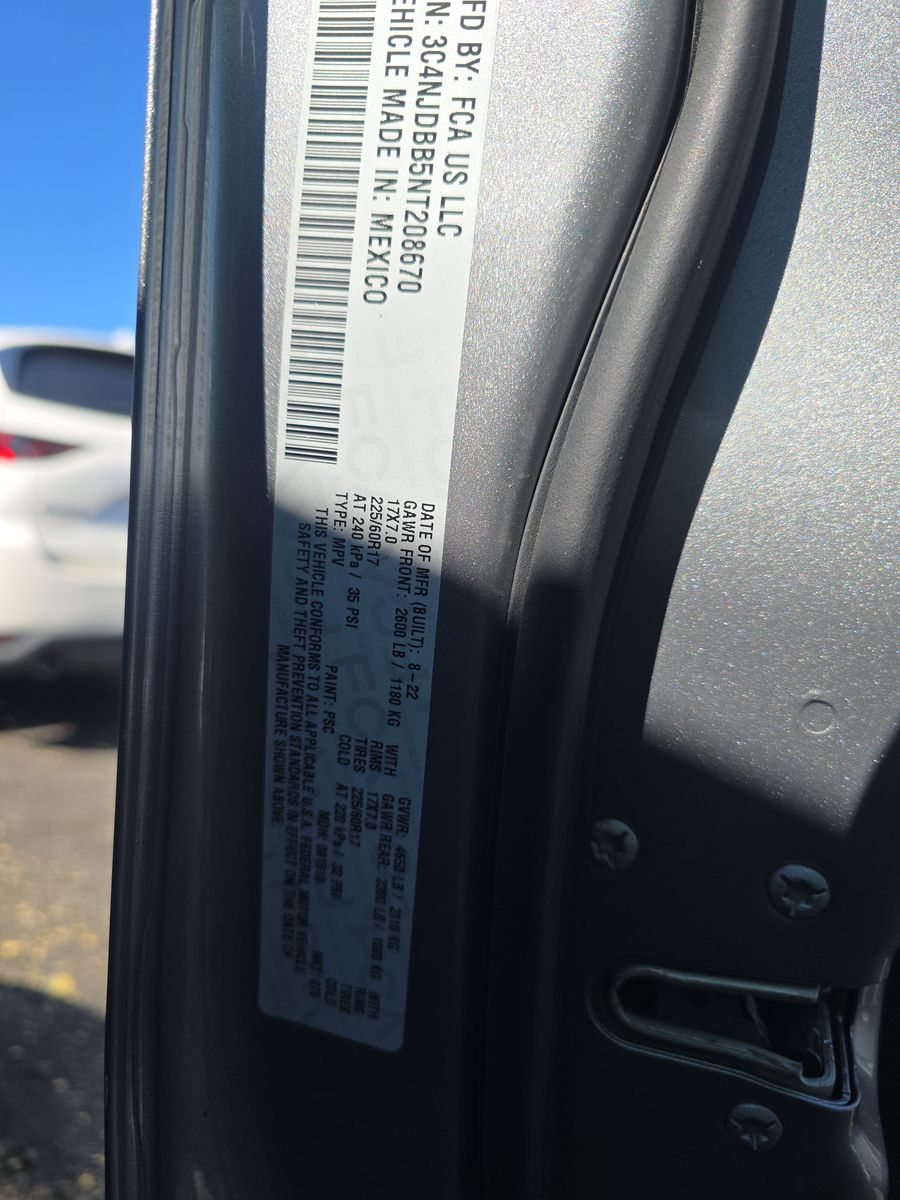 FD BY: FCA US LLC
N: 3C4NJDBB5NT208670
EHICLE MADE IN: MEXICO
DATE OF MFR (BUILT): 8-22 GVWR: 4650 LB / 2110 KG
GAWR FRONT: 2600 LB / 1180 KG WITH GAWR REAR: 2380 LB / 1080 KG WITH
17X7.0 RIMS 17X7.0 RIMS
225/60R17 TIRES 225/60R17 TIRES
AT 240 kPa / 35 PSI COLD AT 220 kPa / 32 PSI COLD
TYPE: MPV PAINT: PSC MDH: 081518
THIS VEHICLE CONFORMS TO ALL APPLICABLE U.S.A. FEDERAL MOTOR VEHICLE
SAFETY AND THEFT PREVENTION STANDARDS IN EFFECT ON THE DATE OF
MANUFACTURE SHOWN ABOVE.